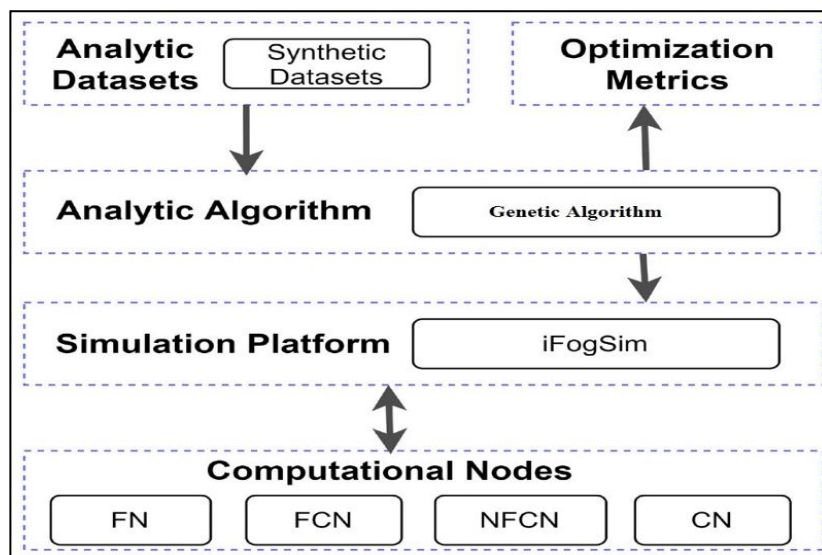 Analytic
Datasets
Synthetic
Datasets
Optimization
Metrics
Analytic Algorithm
Genetic Algorithm
Simulation Platform
iFogSim
Computational Nodes
FN
FCN
NFCN
CN